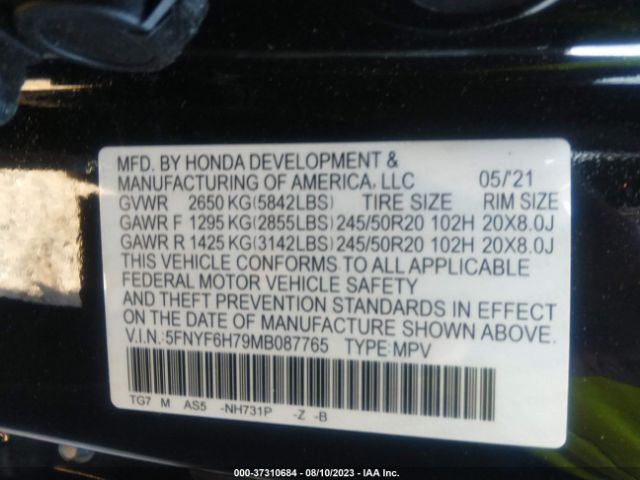 MFD. BY HONDA DEVELOPMENT &
MANUFACTURING OF AMERICA, LLC 05/'21
GVWR 2650 KG(5842LBS) TIRE SIZE RIM SIZE
GAWR F 1295 KG(2855LBS) 245/50R20 102H 20X8.0J
GAWR R 1425 KG(3142LBS) 245/50R20 102H 20X8.0J
THIS VEHICLE CONFORMS TO ALL APPLICABLE
FEDERAL MOTOR VEHICLE SAFETY
AND THEFT PREVENTION STANDARDS IN EFFECT
ON THE DATE OF MANUFACTURE SHOWN ABOVE.
V.I.N.:5FNYF6H79MB087765 TYPE:MPV
TG7 M AS5 -NH731P -Z -B
000-37310684 / 08/10/2023 - IAA Inc.